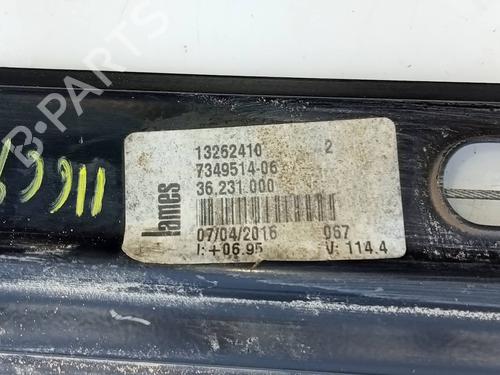 B-PARTS
lames
13262410 2
7349514-06
36.231.000
07/04/2016 067
I:+06.95 V: 114.4